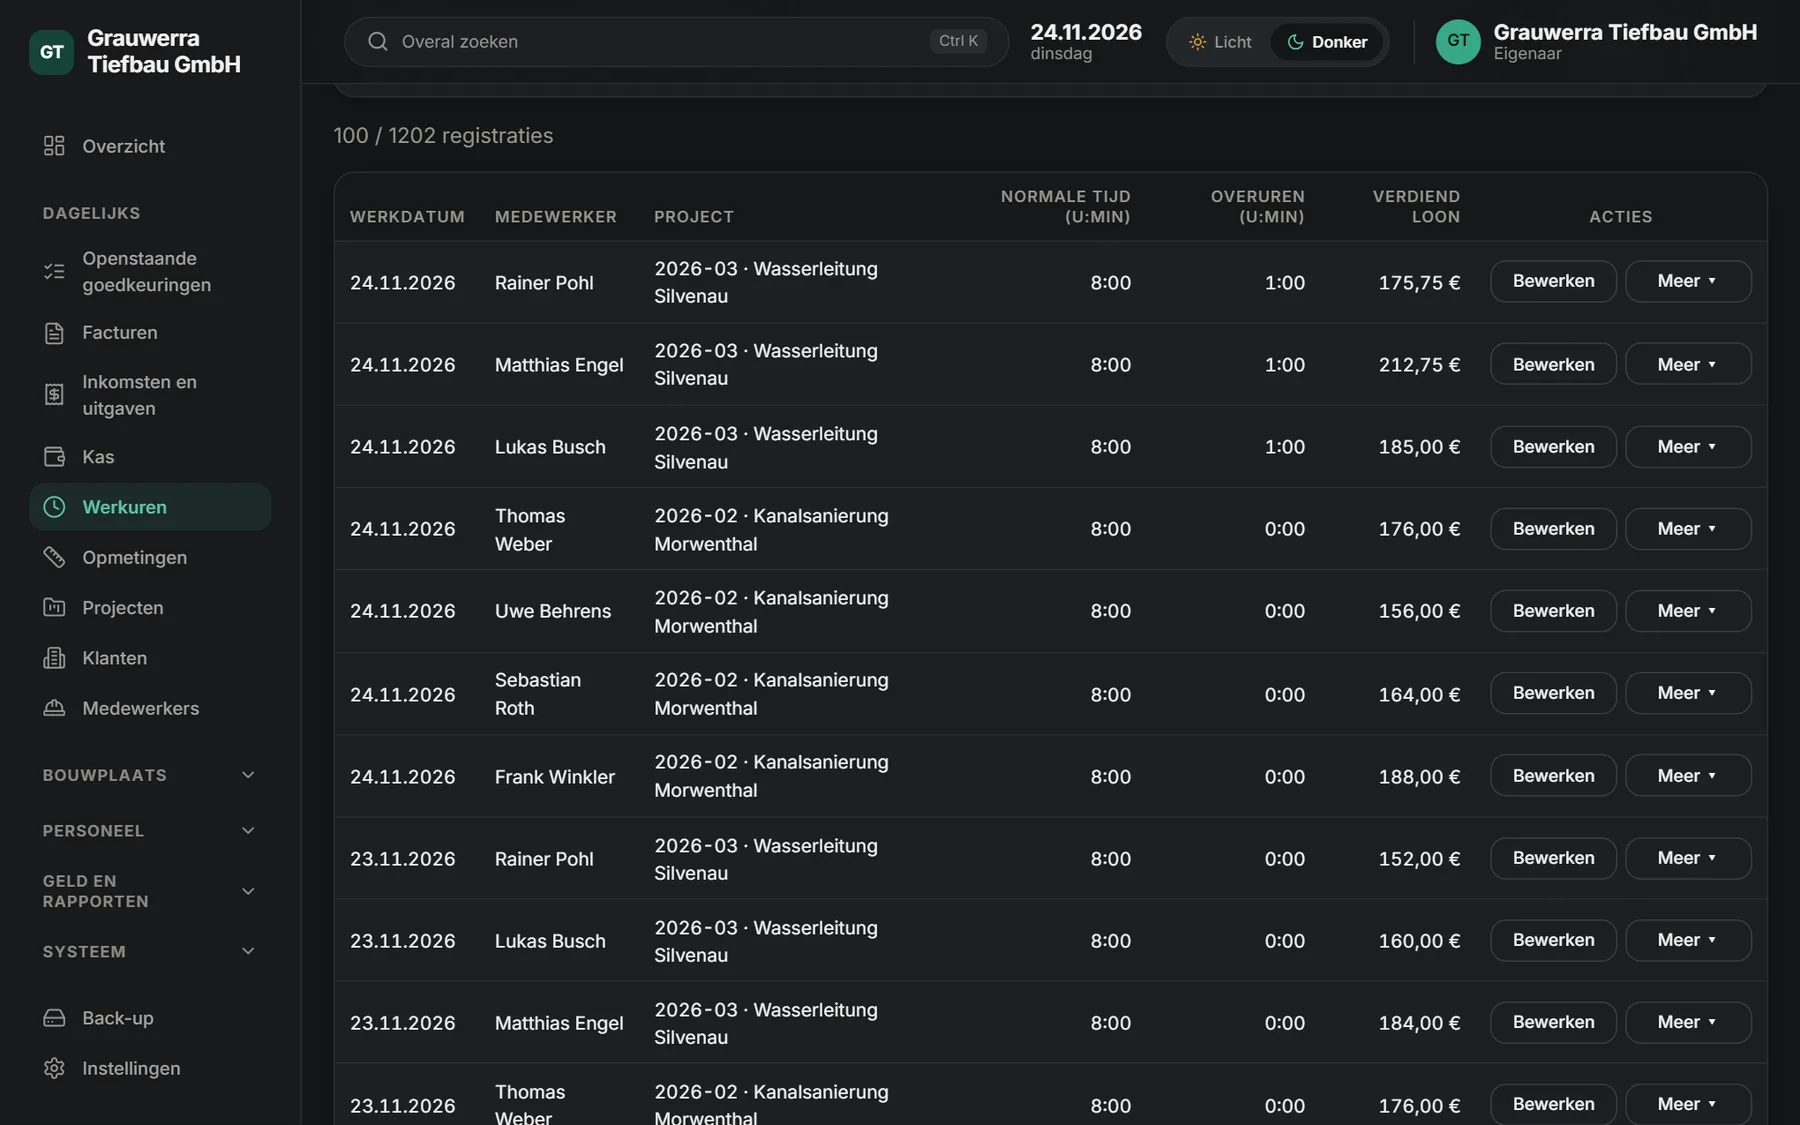 GT
Grauwerra
Tiefbau GmbH
Overzicht
DAGELIJKS
Openstaande
goedkeuringen
Facturen
Inkomsten en
uitgaven
Kas
Werkuren
Opmetingen
Projecten
Klanten
Medewerkers
BOUWPLAATS
PERSONEEL
GELD EN
RAPPORTEN
SYSTEEM
Back-up
Instellingen
Overal zoeken Ctrl K
24.11.2026
dinsdag
Licht Donker
GT
Grauwerra Tiefbau GmbH
Eigenaar
100 / 1202 registraties
WERKDATUM MEDEWERKER PROJECT NORMALE TIJD (U:MIN) OVERUREN (U:MIN) VERDIEND LOON ACTIES
24.11.2026 Rainer Pohl 2026-03 · Wasserleitung Silvenau 8:00 1:00 175,75 € Bewerken Meer ▾
24.11.2026 Matthias Engel 2026-03 · Wasserleitung Silvenau 8:00 1:00 212,75 € Bewerken Meer ▾
24.11.2026 Lukas Busch 2026-03 · Wasserleitung Silvenau 8:00 1:00 185,00 € Bewerken Meer ▾
24.11.2026 Thomas Weber 2026-02 · Kanalsanierung Morwenthal 8:00 0:00 176,00 € Bewerken Meer ▾
24.11.2026 Uwe Behrens 2026-02 · Kanalsanierung Morwenthal 8:00 0:00 156,00 € Bewerken Meer ▾
24.11.2026 Sebastian Roth 2026-02 · Kanalsanierung Morwenthal 8:00 0:00 164,00 € Bewerken Meer ▾
24.11.2026 Frank Winkler 2026-02 · Kanalsanierung Morwenthal 8:00 0:00 188,00 € Bewerken Meer ▾
23.11.2026 Rainer Pohl 2026-03 · Wasserleitung Silvenau 8:00 0:00 152,00 € Bewerken Meer ▾
23.11.2026 Lukas Busch 2026-03 · Wasserleitung Silvenau 8:00 0:00 160,00 € Bewerken Meer ▾
23.11.2026 Matthias Engel 2026-03 · Wasserleitung Silvenau 8:00 0:00 184,00 € Bewerken Meer ▾
23.11.2026 Thomas Weber 2026-02 · Kanalsanierung Morwenthal 8:00 0:00 176,00 € Bewerken Meer ▾